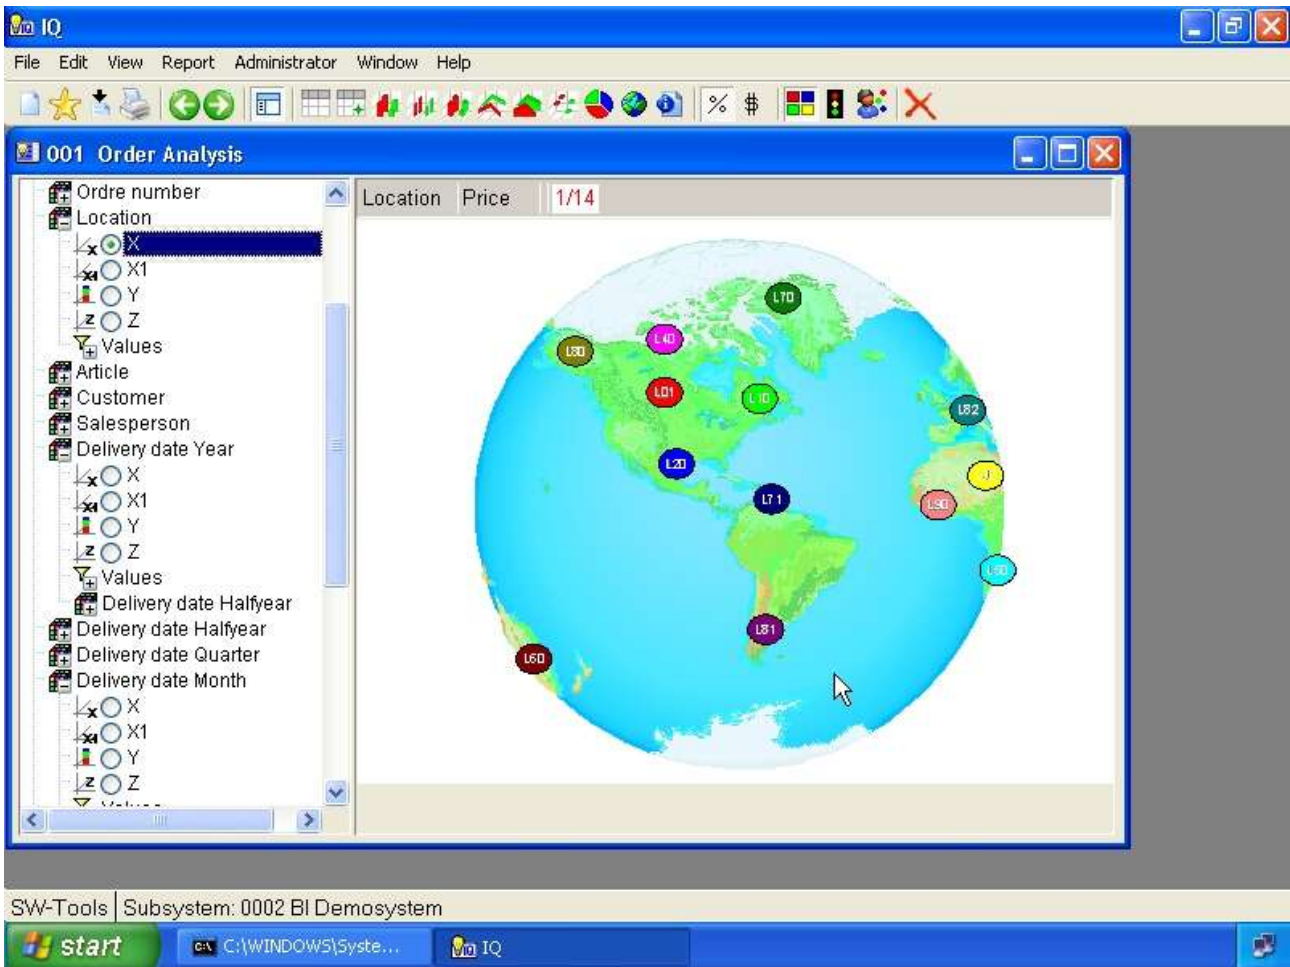 IQ
File Edit View Report Administrator Window Help
% $
001 Order Analysis
Ordre number
Location
X
X1
Y
Z
Values
Article
Customer
Salesperson
Delivery date Year
X
X1
Y
Z
Values
Delivery date Halfyear
Delivery date Halfyear
Delivery date Quarter
Delivery date Month
X
X1
Y
Z
Values
Location Price 1/14
L70
L40
L80
L01
L10
L82
L20
L71
L90
L50
L81
L60
SW-Tools Subsystem: 0002 BI Demosystem
start C:\WINDOWS\Syste... IQ